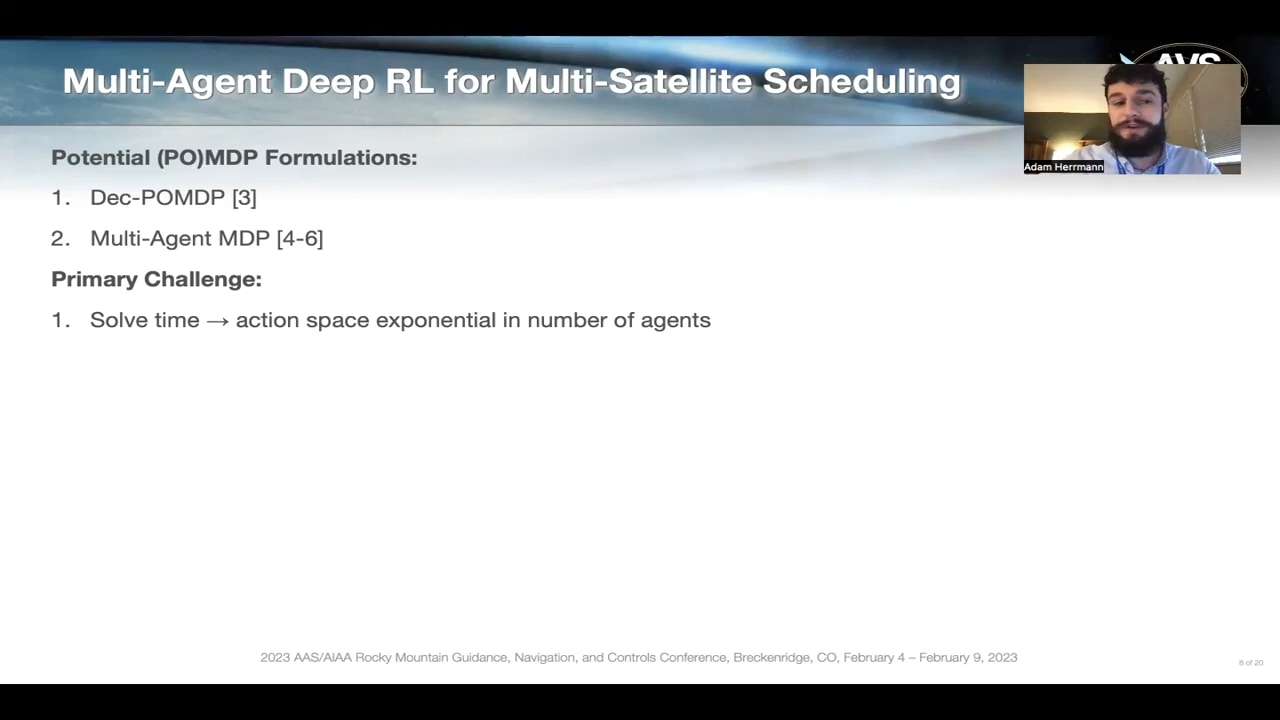 Multi-Agent Deep RL for Multi-Satellite Scheduling
AVS
Adam Herrmann
Potential (PO)MDP Formulations:
1. Dec-POMDP [3]
2. Multi-Agent MDP [4-6]
Primary Challenge:
1. Solve time → action space exponential in number of agents
2023 AAS/AIAA Rocky Mountain Guidance, Navigation, and Controls Conference, Breckenridge, CO, February 4 – February 9, 2023
8 of 20